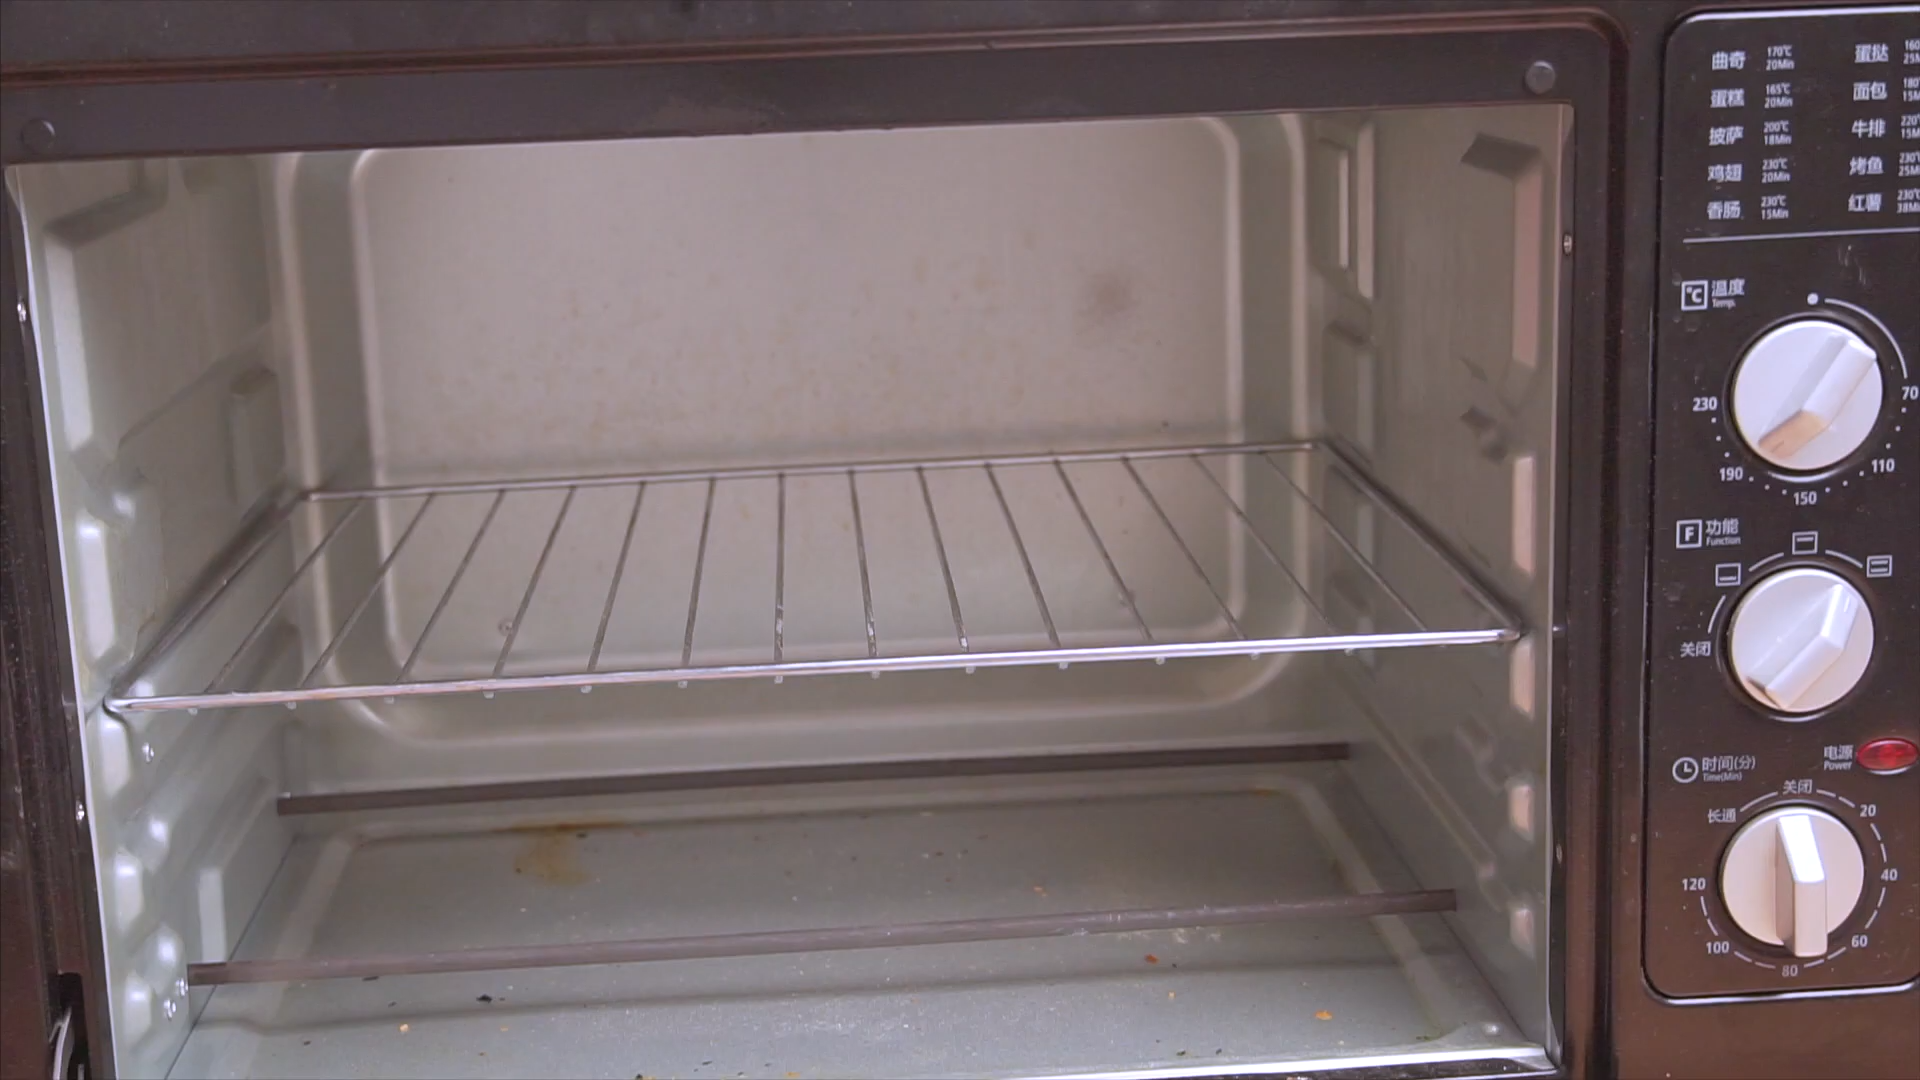 曲奇 170℃ 20Min
蛋挞
蛋糕 165℃ 20Min
面包
披萨 200℃ 18Min
牛排
鸡翅 230℃ 20Min
烤鱼
香肠 230℃ 15Min
红薯
℃ 温度
Temp.
230
70
190
110
150
F 功能
Function
关闭
时间(分)
Time(Min)
电源
Power
关闭
长通
20
120
40
100
60
80